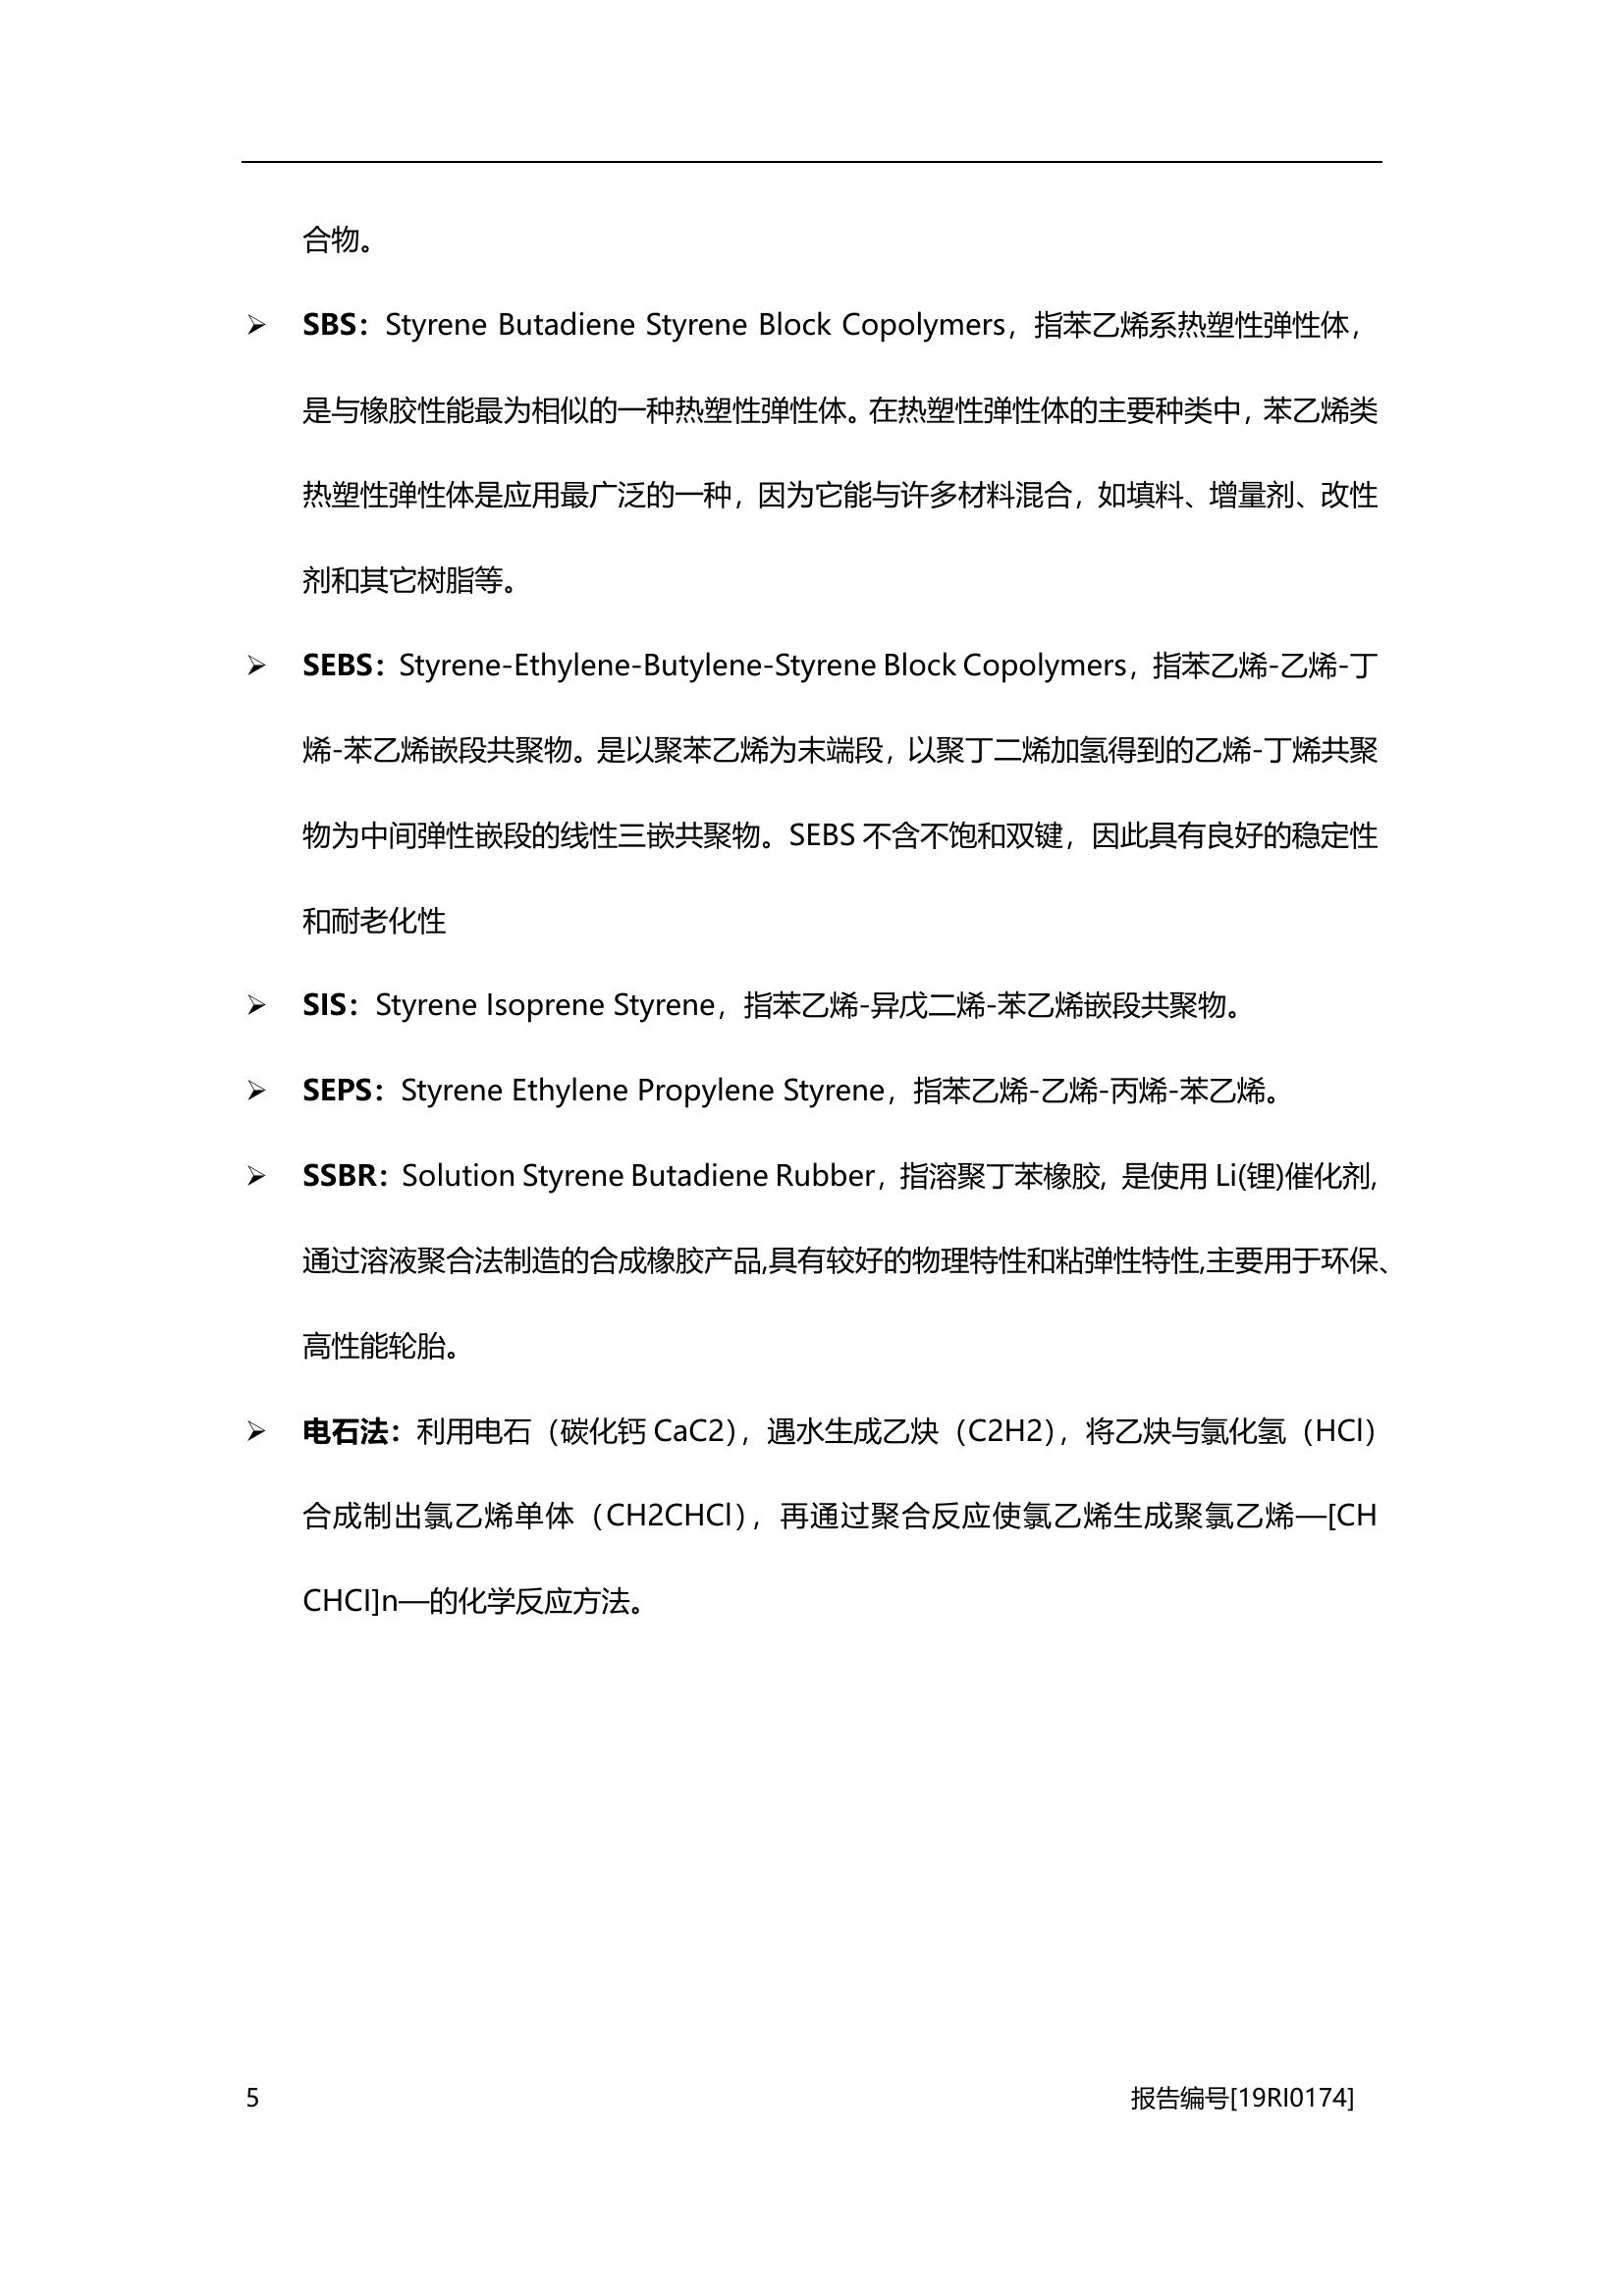 合物。
➢ SBS：Styrene Butadiene Styrene Block Copolymers，指苯乙烯系热塑性弹性体，
是与橡胶性能最为相似的一种热塑性弹性体。在热塑性弹性体的主要种类中，苯乙烯类
热塑性弹性体是应用最广泛的一种，因为它能与许多材料混合，如填料、增量剂、改性
剂和其它树脂等。
➢ SEBS：Styrene-Ethylene-Butylene-Styrene Block Copolymers，指苯乙烯-乙烯-丁
烯-苯乙烯嵌段共聚物。是以聚苯乙烯为末端段，以聚丁二烯加氢得到的乙烯-丁烯共聚
物为中间弹性嵌段的线性三嵌共聚物。SEBS 不含不饱和双键，因此具有良好的稳定性
和耐老化性
➢ SIS：Styrene Isoprene Styrene，指苯乙烯-异戊二烯-苯乙烯嵌段共聚物。
➢ SEPS：Styrene Ethylene Propylene Styrene，指苯乙烯-乙烯-丙烯-苯乙烯。
➢ SSBR：Solution Styrene Butadiene Rubber，指溶聚丁苯橡胶, 是使用 Li(锂)催化剂,
通过溶液聚合法制造的合成橡胶产品,具有较好的物理特性和粘弹性特性,主要用于环保、
高性能轮胎。
➢ 电石法：利用电石（碳化钙 CaC2），遇水生成乙炔（C2H2），将乙炔与氯化氢（HCl）
合成制出氯乙烯单体（CH2CHCl），再通过聚合反应使氯乙烯生成聚氯乙烯—[CH
CHCl]n—的化学反应方法。
5 报告编号[19RI0174]